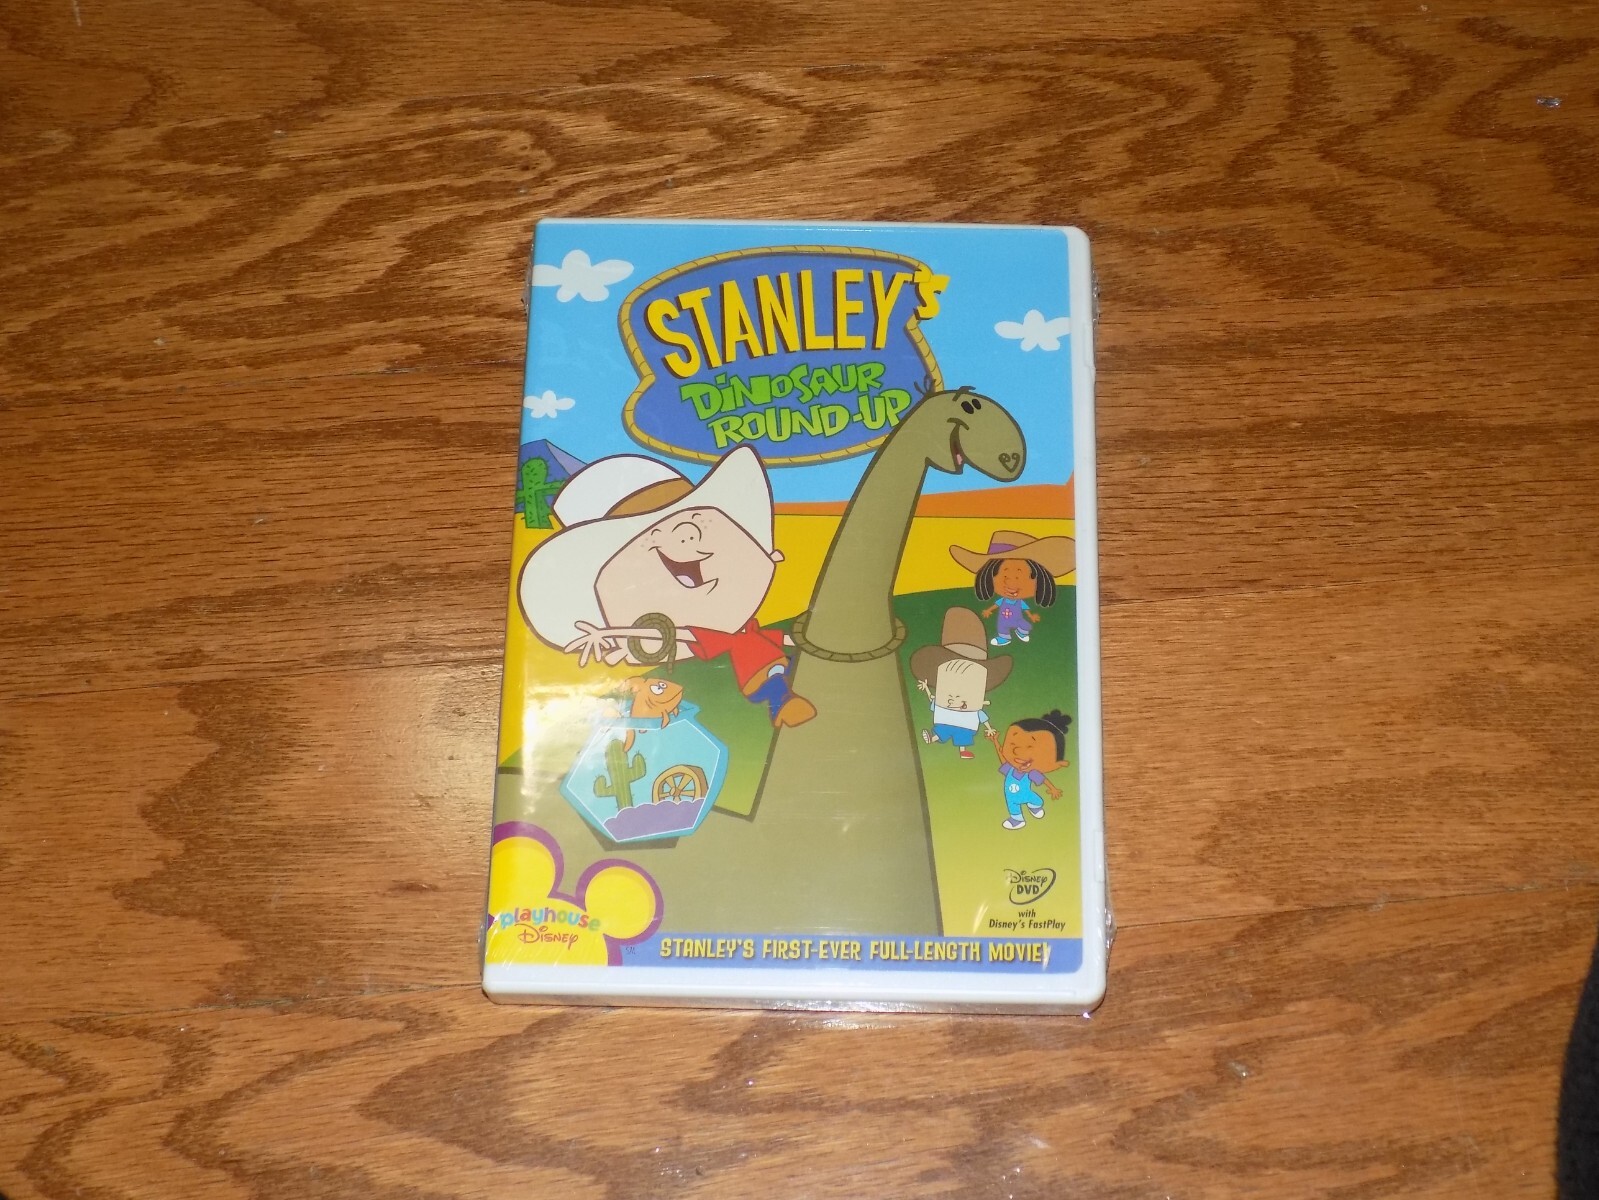 STANLEY's
DiNOSAUR
ROUND-UP
playhouse
Disney
Disney
DVD
with
Disney's FastPlay
STANLEY'S FIRST-EVER FULL-LENGTH MOVIE!